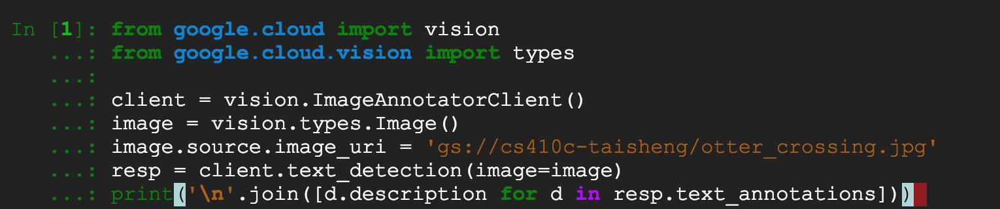 In [1]: from google.cloud import vision
...: from google.cloud.vision import types
...:
...: client = vision.ImageAnnotatorClient()
...: image = vision.types.Image()
...: image.source.image_uri = 'gs://cs410c-taisheng/otter_crossing.jpg'
...: resp = client.text_detection(image=image)
...: print('\n'.join([d.description for d in resp.text_annotations]))